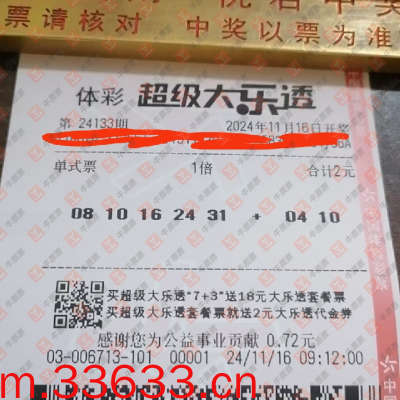 票请核对 中奖以票为准
体彩 超级大乐透
第 24133期 2024年11月16日开奖
单式票 1倍 合计2元
08 10 16 24 31 + 04 10
买超级大乐透"7+3"送18元大乐透套餐票
买超级大乐透套餐票就送2元大乐透代金券
感谢您为公益事业贡献 0.72元
03-006713-101 00001 24/11/16 09:12:00
m.33633.cn